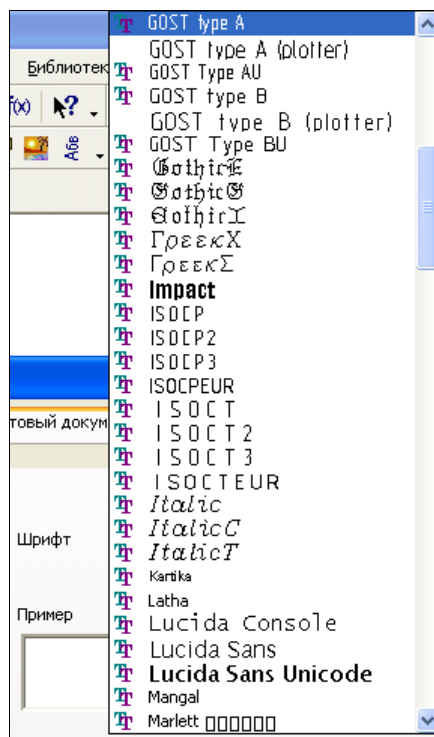 Библиотек
(x)
Абв
товый докум
Шрифт
Пример
GOST type A
GOST type A (plotter)
GOST Type AU
GOST type B
GOST type B (plotter)
GOST Type BU
GothicE
GothicG
GothicI
ΓρεεκΧ
ΓρεεκΣ
Impact
ISOCP
ISOCP2
ISOCP3
ISOCPEUR
ISOCT
ISOCT2
ISOCT3
ISOCTEUR
Italic
ItalicC
ItalicT
Kartika
Latha
Lucida Console
Lucida Sans
Lucida Sans Unicode
Mangal
Marlett